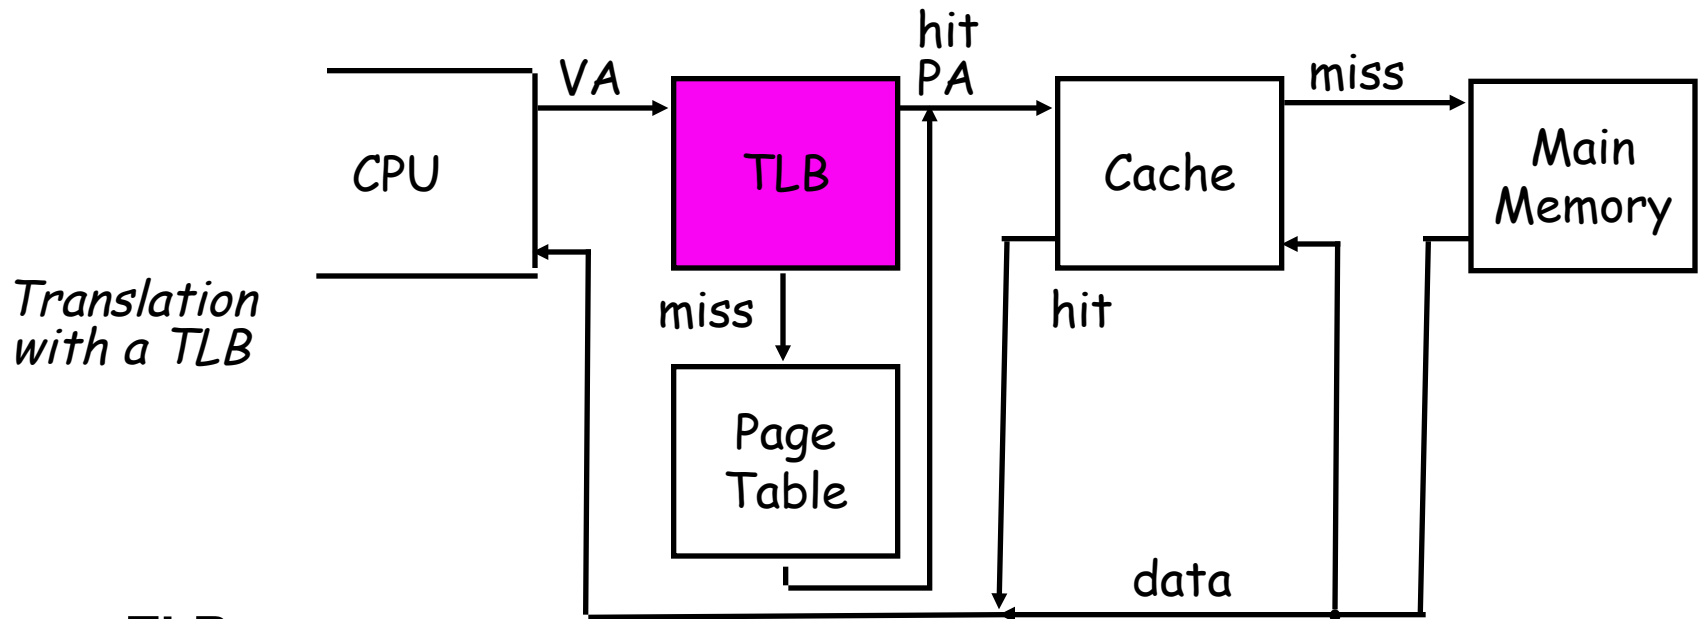 hit
VA
PA
miss
CPU
TLB
Cache
Main
Memory
Translation
with a TLB
miss
hit
Page
Table
data